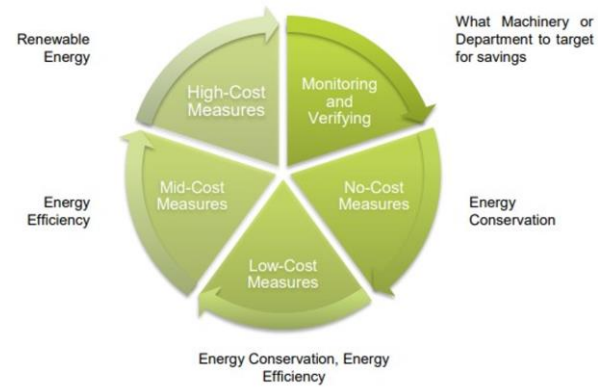 Renewable
Energy
What Machinery or
Department to target
for savings
High-Cost
Measures
Monitoring
and
Verifying
Mid-Cost
Measures
No-Cost
Measures
Energy
Efficiency
Energy
Conservation
Low-Cost
Measures
Energy Conservation, Energy
Efficiency